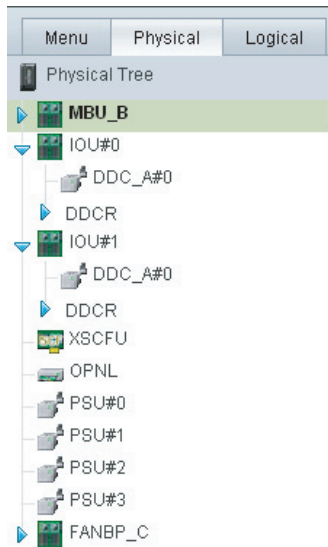 Menu Physical Logical
Physical Tree
MBU_B
IOU#0
DDC_A#0
DDCR
IOU#1
DDC_A#0
DDCR
XSCFU
OPNL
PSU#0
PSU#1
PSU#2
PSU#3
FANBP_C